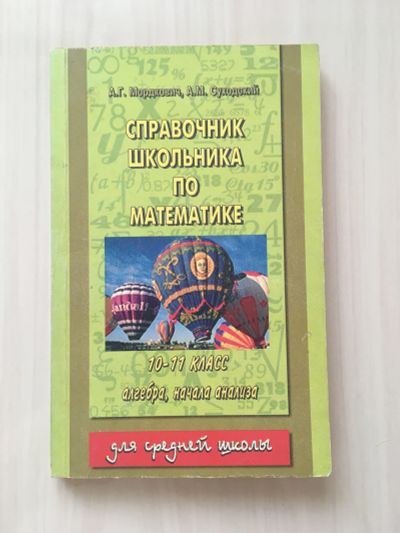 А.Г. Мордкович, А.М. Суходский
СПРАВОЧНИК
ШКОЛЬНИКА
ПО
МАТЕМАТИКЕ
10-11 КЛАСС
алгебра, начала анализа
для средней школы